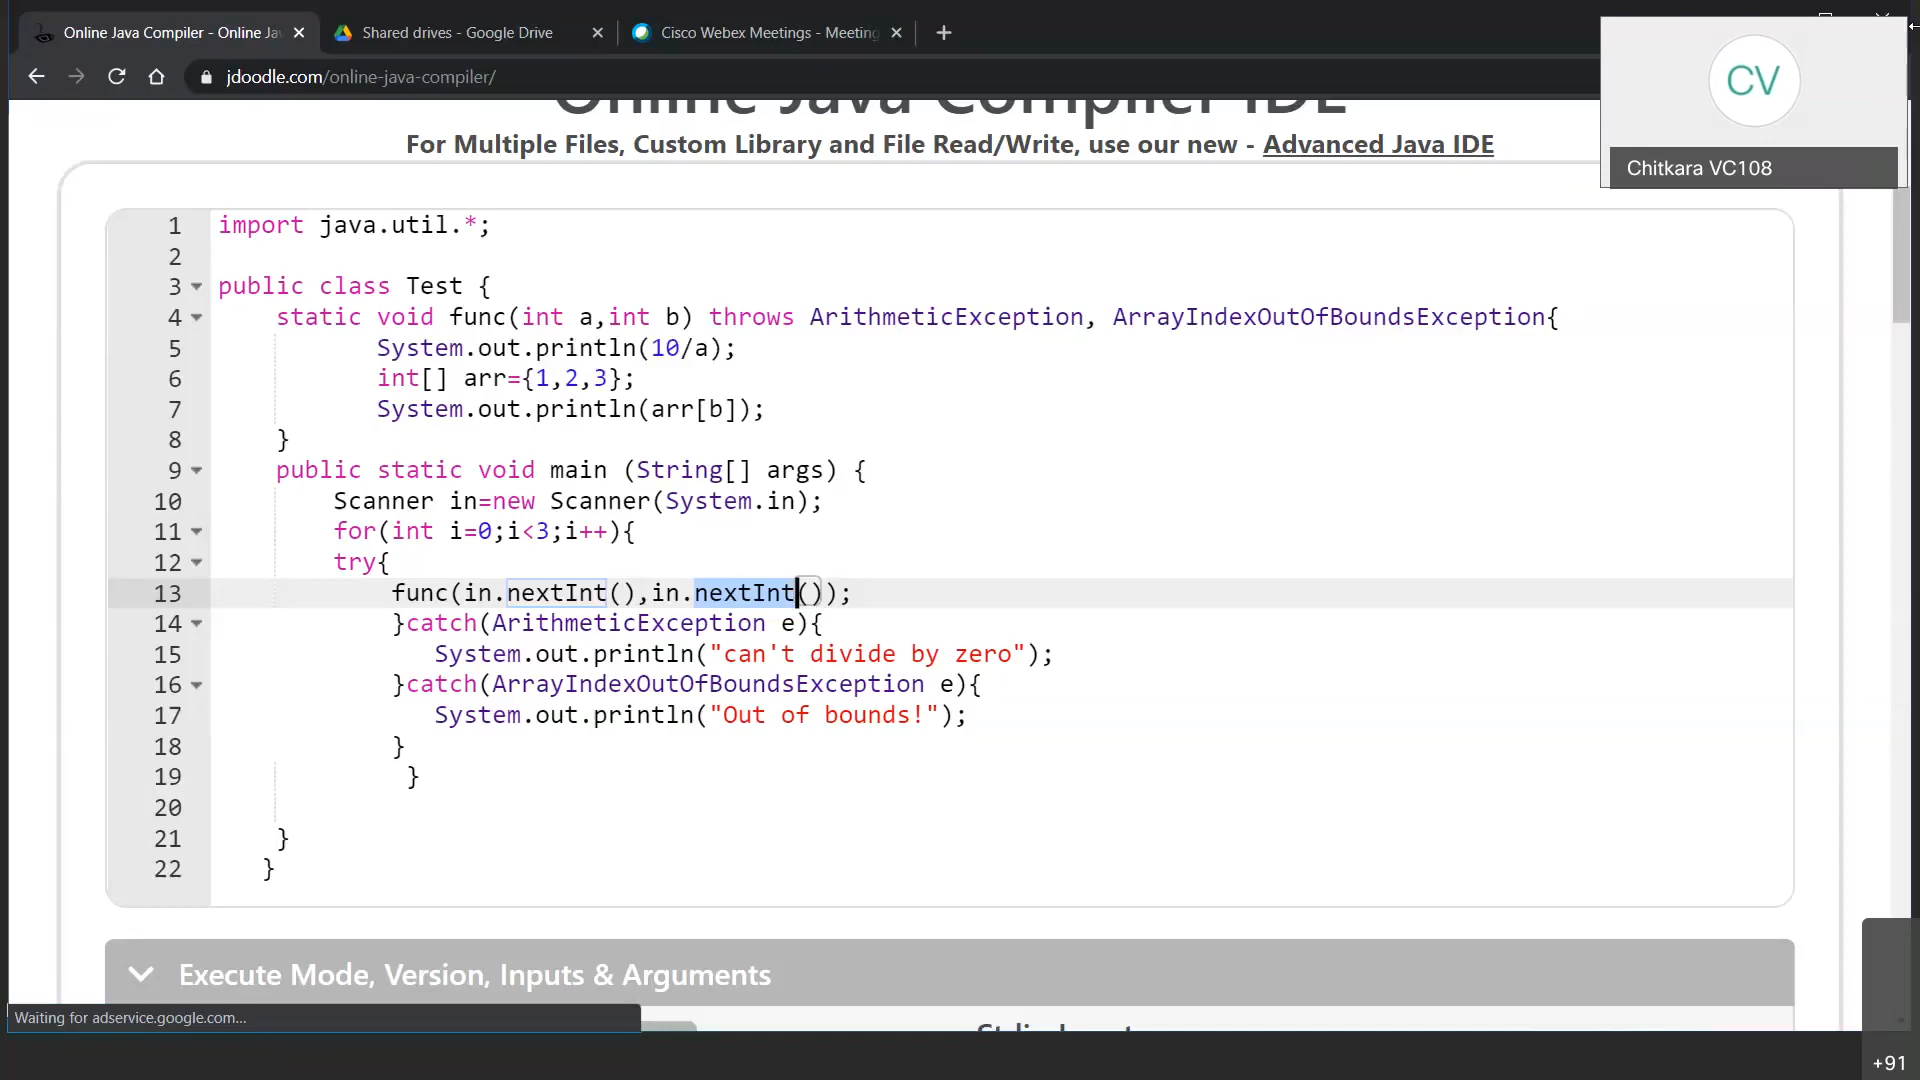 Online Java Compiler - Online Ja
Shared drives - Google Drive
Cisco Webex Meetings - Meeting
jdoodle.com/online-java-compiler/
CV
Chitkara VC108
Online Java Compiler IDE
For Multiple Files, Custom Library and File Read/Write, use our new - Advanced Java IDE
1 import java.util.*;
2
3 public class Test {
4 static void func(int a,int b) throws ArithmeticException, ArrayIndexOutOfBoundsException{
5 System.out.println(10/a);
6 int[] arr={1,2,3};
7 System.out.println(arr[b]);
8 }
9 public static void main (String[] args) {
10 Scanner in=new Scanner(System.in);
11 for(int i=0;i<3;i++){
12 try{
13 func(in.nextInt(),in.nextInt());
14 }catch(ArithmeticException e){
15 System.out.println("can't divide by zero");
16 }catch(ArrayIndexOutOfBoundsException e){
17 System.out.println("Out of bounds!");
18 }
19 }
20
21 }
22 }
Execute Mode, Version, Inputs & Arguments
Waiting for adservice.google.com...
+91